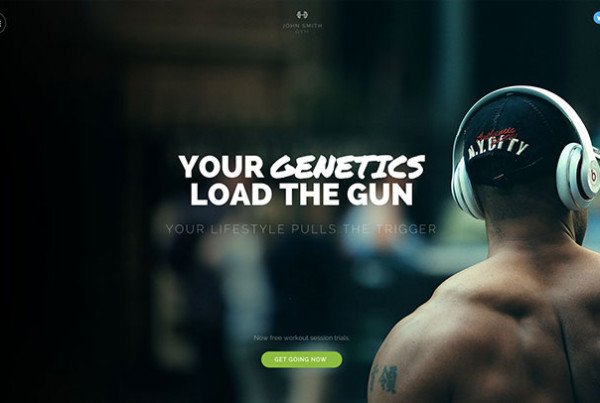 JOHN SMITH
GYM
YOUR GENETICS
LOAD THE GUN
YOUR LIFESTYLE PULLS THE TRIGGER
N.Y.CITY
Now free workout session trials.
GET GOING NOW